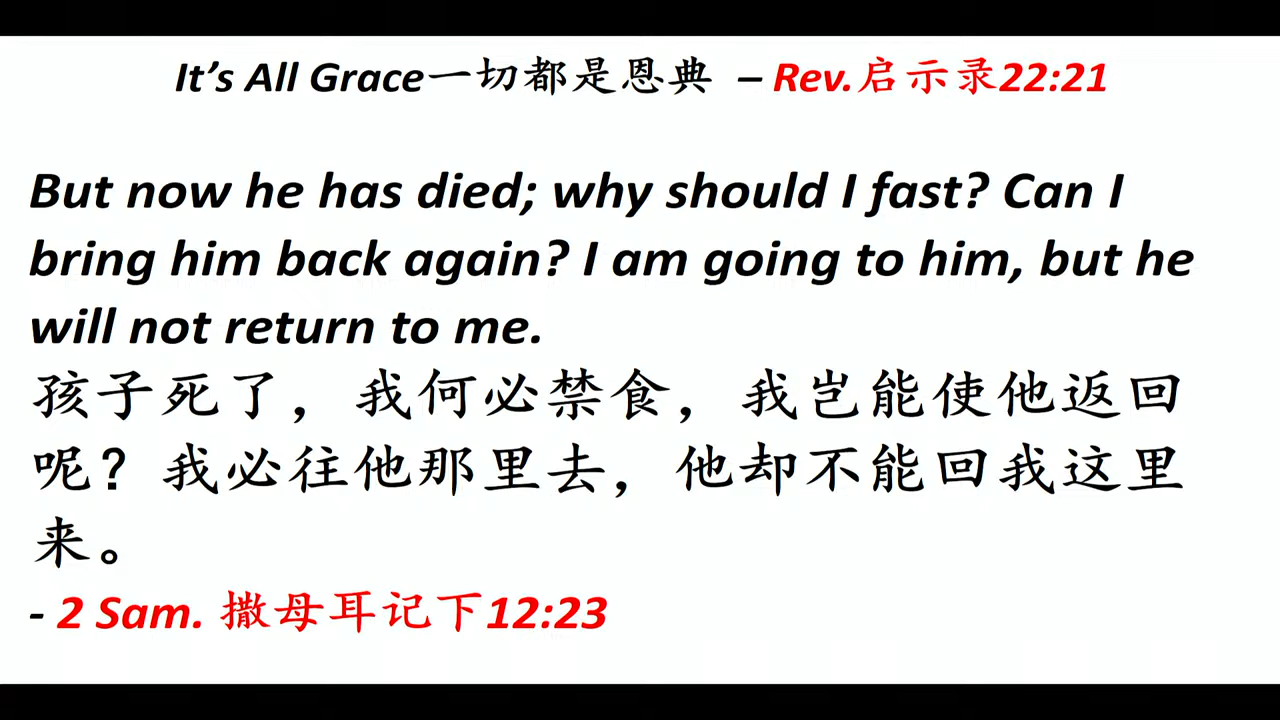 It’s All Grace一切都是恩典 – Rev.启示录22:21
But now he has died; why should I fast? Can I
bring him back again? I am going to him, but he
will not return to me.
孩子死了，我何必禁食，我岂能使他返回
呢？我必往他那里去，他却不能回我这里
来。
- 2 Sam. 撒母耳记下12:23